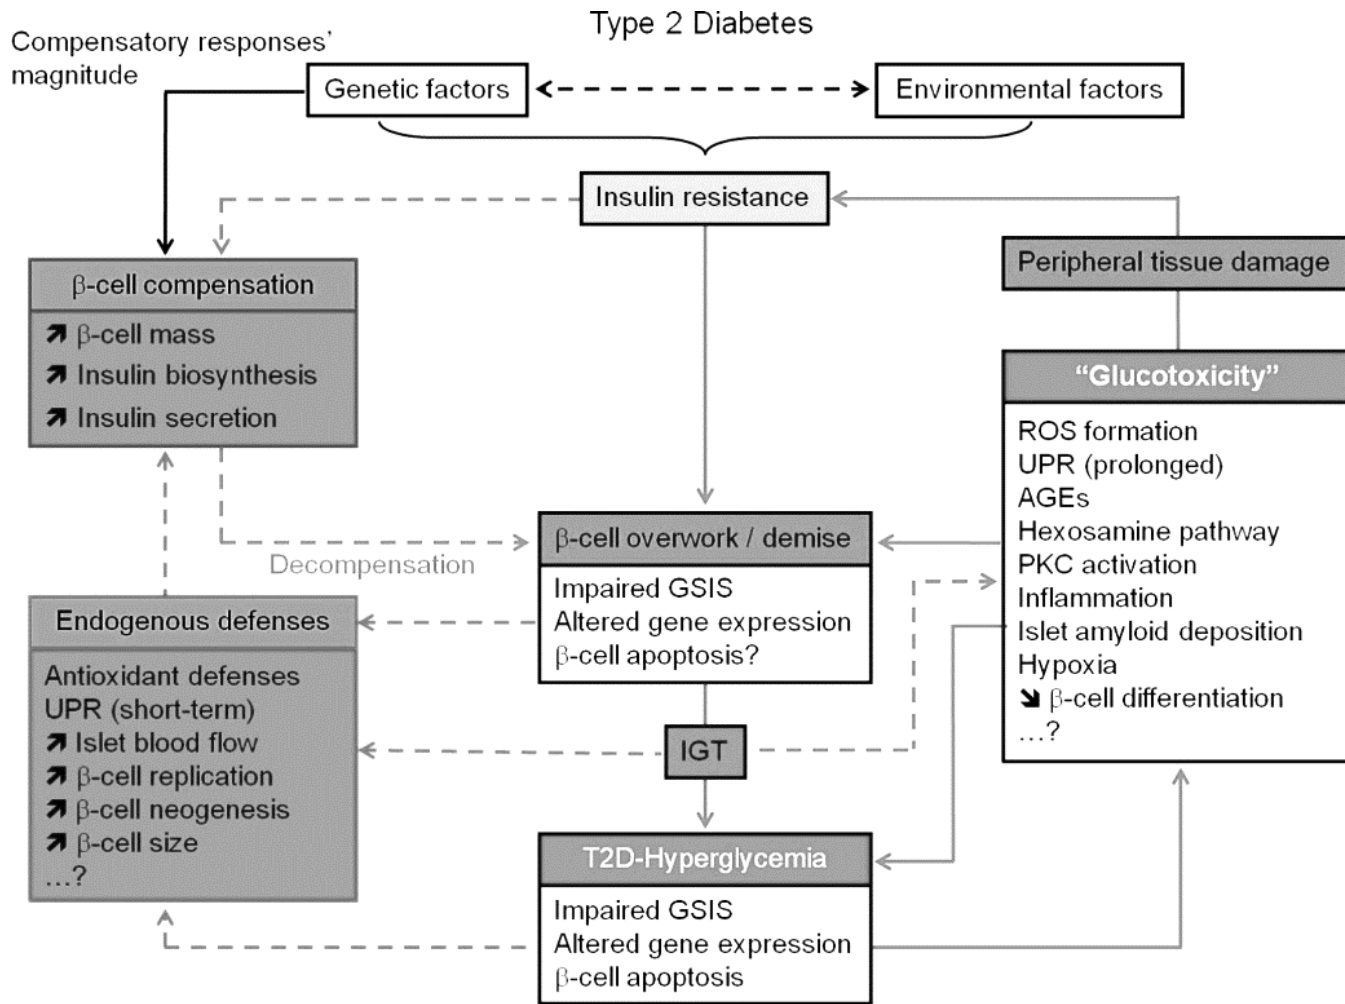 Type 2 Diabetes
Compensatory responses’
magnitude
Genetic factors
Environmental factors
Insulin resistance
Peripheral tissue damage
β-cell compensation
↗ β-cell mass
↗ Insulin biosynthesis
↗ Insulin secretion
“Glucotoxicity”
ROS formation
UPR (prolonged)
AGEs
Hexosamine pathway
PKC activation
Inflammation
Islet amyloid deposition
Hypoxia
↘ β-cell differentiation
…?
β-cell overwork / demise
Impaired GSIS
Altered gene expression
β-cell apoptosis?
Decompensation
Endogenous defenses
Antioxidant defenses
UPR (short-term)
↗ Islet blood flow
↗ β-cell replication
↗ β-cell neogenesis
↗ β-cell size
…?
IGT
T2D-Hyperglycemia
Impaired GSIS
Altered gene expression
β-cell apoptosis